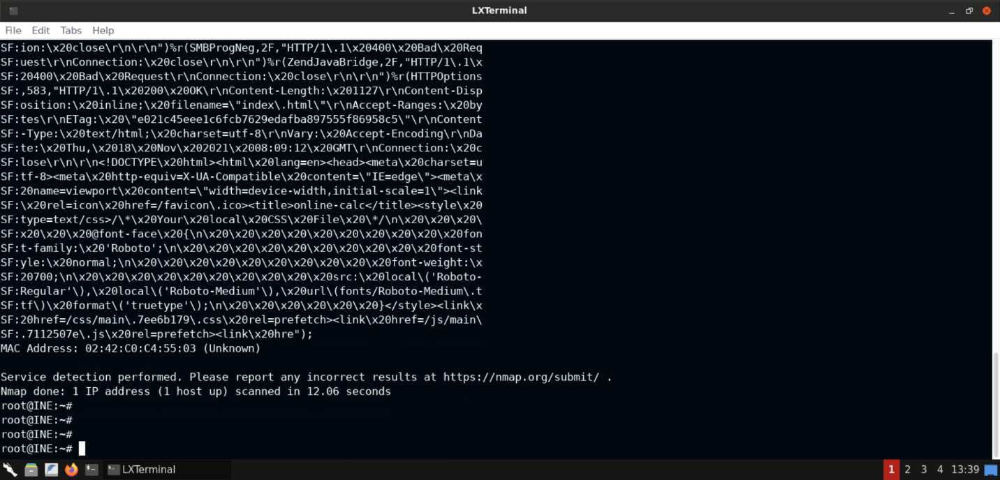 LXTerminal
File Edit Tabs Help
SF:ion:\x20close\r\n\r\n")%r(SMBProgNeg,2F,"HTTP/1\.1\x20400\x20Bad\x20Req
SF:uest\r\nConnection:\x20close\r\n\r\n")%r(ZendJavaBridge,2F,"HTTP/1\.1\x
SF:20400\x20Bad\x20Request\r\nConnection:\x20close\r\n\r\n")%r(HTTPOptions
SF:,583,"HTTP/1\.1\x20200\x20OK\r\nContent-Length:\x201127\r\nContent-Disp
SF:osition:\x20inline;\x20filename=\"index\.html\"\r\nAccept-Ranges:\x20by
SF:tes\r\nETag:\x20\"e021c45eee1c6fcb7629edafba897555f86958c5\"\r\nContent
SF:-Type:\x20text/html;\x20charset=utf-8\r\nVary:\x20Accept-Encoding\r\nDa
SF:te:\x20Thu,\x2018\x20Nov\x202021\x2008:09:12\x20GMT\r\nConnection:\x20c
SF:lose\r\n\r\n<!DOCTYPE\x20html><html\x20lang=en><head><meta\x20charset=u
SF:tf-8><meta\x20http-equiv=X-UA-Compatible\x20content=\"IE=edge\"><meta\x
SF:20name=viewport\x20content=\"width=device-width,initial-scale=1\"><link
SF:\x20rel=icon\x20href=/favicon\.ico><title>online-calc</title><style\x20
SF:type=text/css>/\*\x20Your\x20local\x20CSS\x20File\x20\*/\n\x20\x20\x20\
SF:x20\x20\x20\x20@font-face\x20{\n\x20\x20\x20\x20\x20\x20\x20\x20\x20fon
SF:t-family:\x20'Roboto';\n\x20\x20\x20\x20\x20\x20\x20\x20\x20\x20font-st
SF:yle:\x20normal;\n\x20\x20\x20\x20\x20\x20\x20\x20\x20\x20font-weight:\x
SF:20700;\n\x20\x20\x20\x20\x20\x20\x20\x20\x20\x20src:\x20local\('Roboto-
SF:Regular'\),\x20local\('Roboto-Medium'\),\x20url\(fonts/Roboto-Medium\.t
SF:tf\)\x20format\('truetype'\);\n\x20\x20\x20\x20\x20\x20}</style><link\x
SF:20href=/css/main\.7ee6b179\.css\x20rel=prefetch><link\x20href=/js/main\
SF:.7112507e\.js\x20rel=prefetch><link\x20hre");
MAC Address: 02:42:C0:C4:55:03 (Unknown)
Service detection performed. Please report any incorrect results at https://nmap.org/submit/ .
Nmap done: 1 IP address (1 host up) scanned in 12.06 seconds
root@INE:~#
root@INE:~#
root@INE:~#
root@INE:~#
LXTerminal 1 2 3 4 13:39